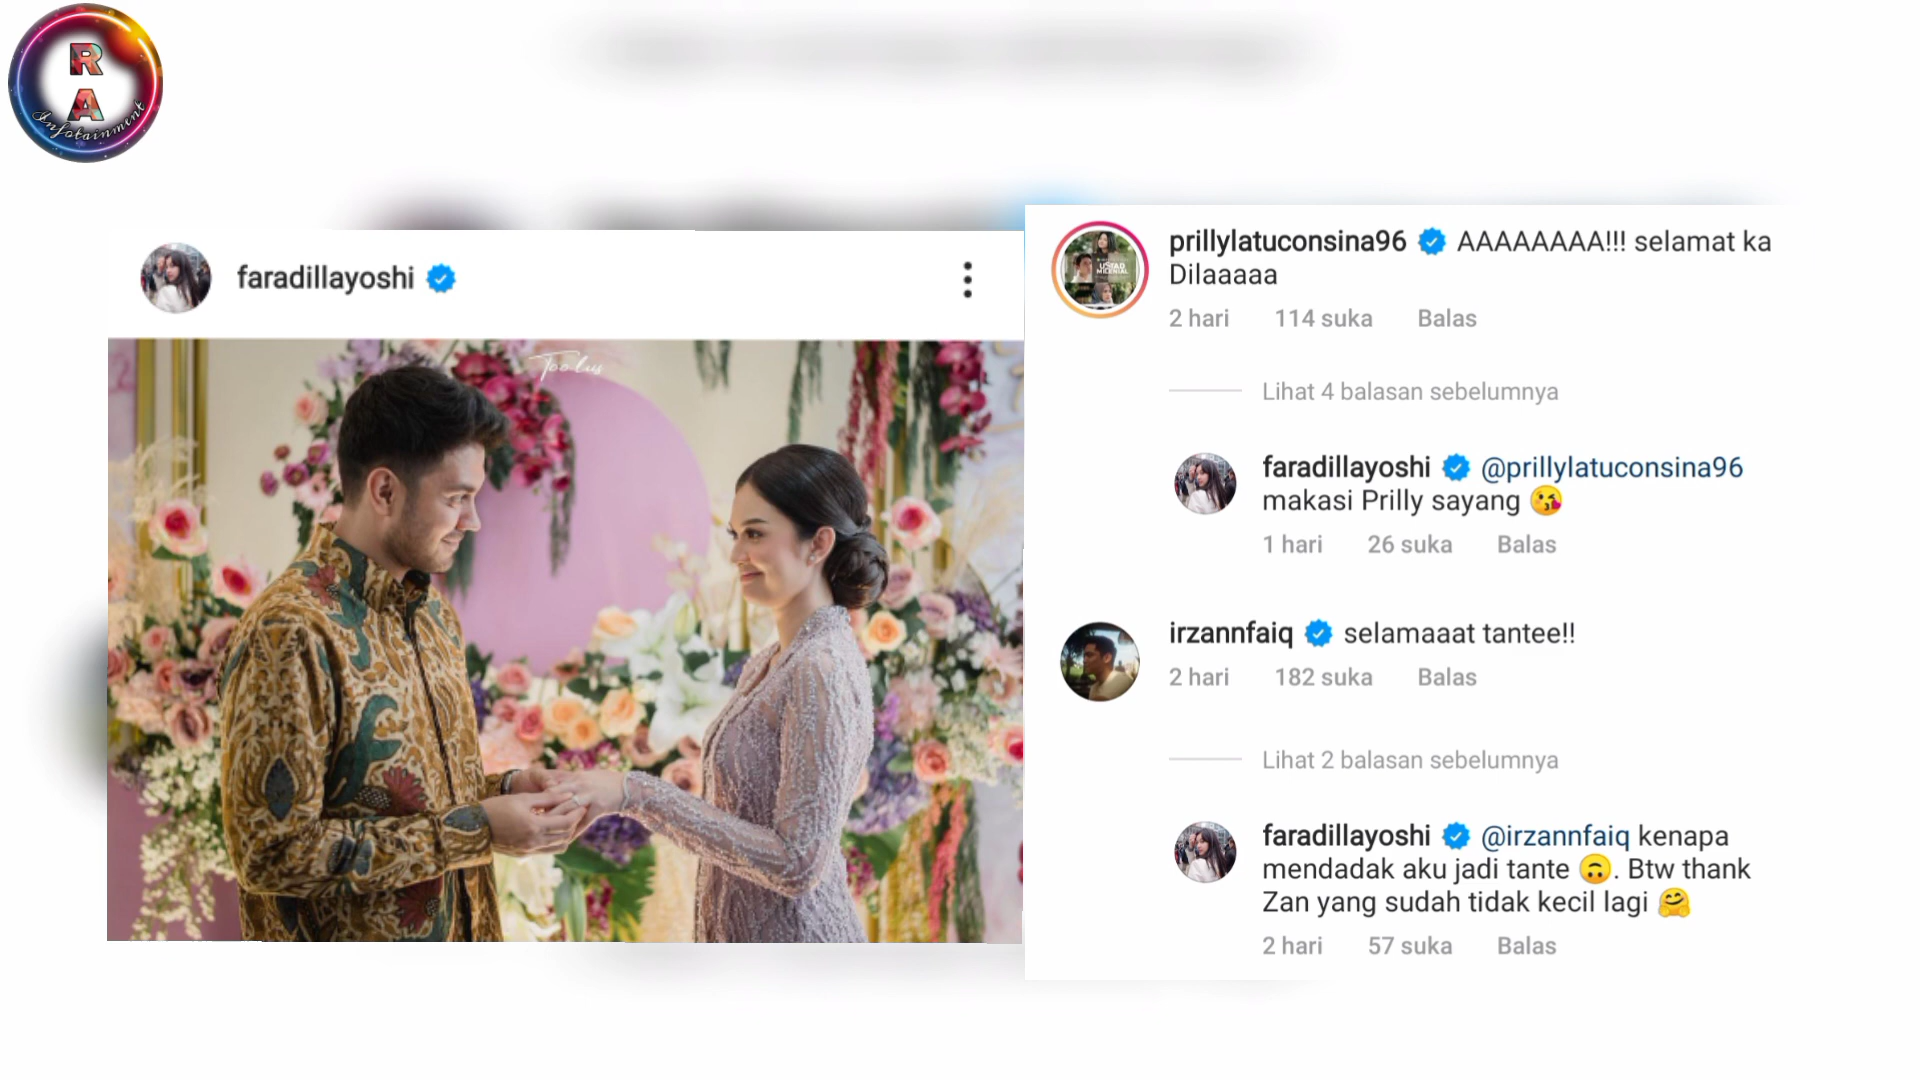 R
A
Infotainment
faradillayoshi
Too lus
prillylatuconsina96 AAAAAAAA!!! selamat ka
Dilaaaaa
2 hari 114 suka Balas
Lihat 4 balasan sebelumnya
faradillayoshi @prillylatuconsina96
makasi Prilly sayang 😘
1 hari 26 suka Balas
irzannfaiq selamaaat tantee!!
2 hari 182 suka Balas
Lihat 2 balasan sebelumnya
faradillayoshi @irzannfaiq kenapa
mendadak aku jadi tante 🙃. Btw thank
Zan yang sudah tidak kecil lagi 🤗
2 hari 57 suka Balas